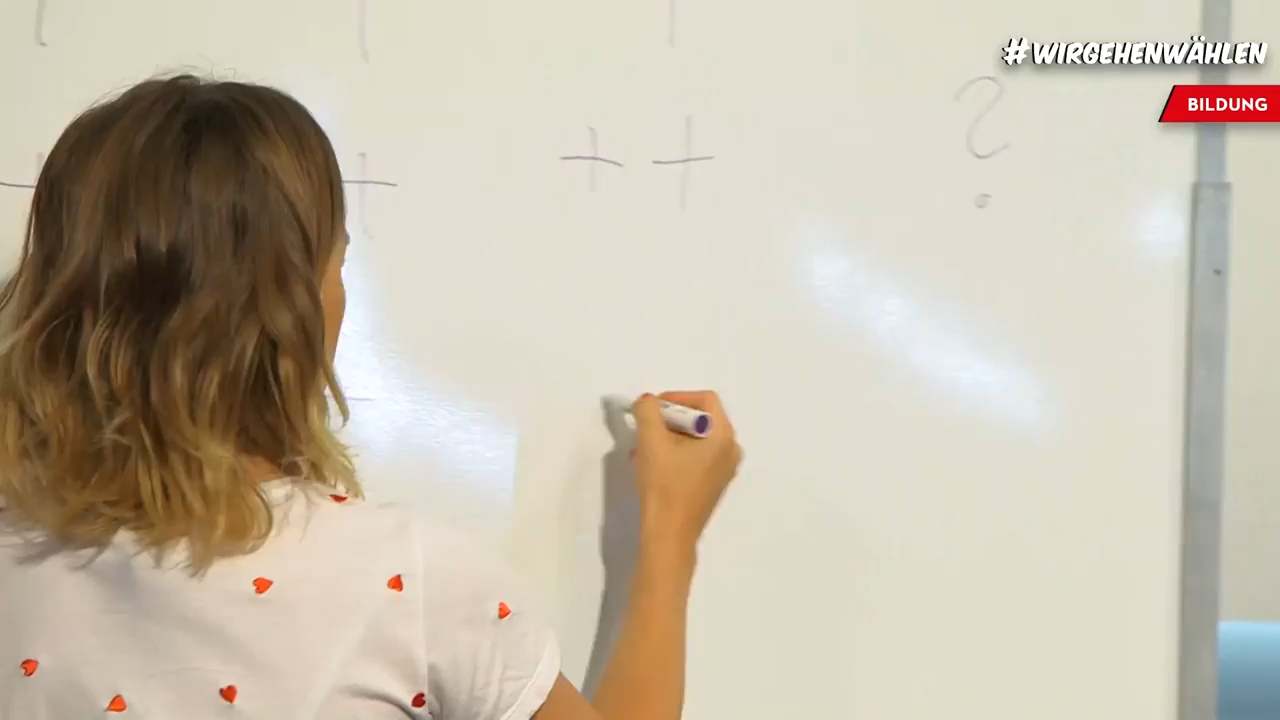 #WIRGEHENWÄHLEN
BILDUNG
+ + + ?